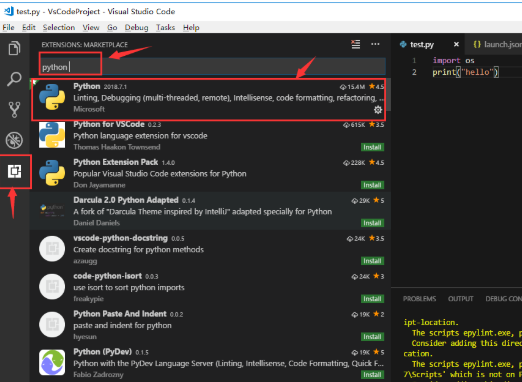 test.py - VsCodeProject - Visual Studio Code
File Edit Selection View Go Debug Tasks Help
EXTENSIONS: MARKETPLACE
python
Python 2018.7.1 15.4M 4.5
Linting, Debugging (multi-threaded, remote), Intellisense, code formatting, refactoring, ...
Microsoft
Python for VSCode 0.2.3 615K 3.5
Python language extension for vscode
Thomas Haakon Townsend Install
Python Extension Pack 1.4.0 228K 4.5
Popular Visual Studio Code extensions for Python
Don Jayamanne Install
Darcula 2.0 Python Adapted 0.1.4 29K 5
A fork of "Darcula Theme inspired by IntelliJ" adapted specially for Python
Daniel Daniels Install
vscode-python-docstring 0.0.5 24K 3.5
Create docstring for python methods
azaugg Install
code-python-isort 0.0.3 24K 3
use isort to sort python imports
freakypie Install
Python Paste And Indent 0.0.2 19K 2
paste and indent for python
hyesun Install
Python (PyDev) 0.1.5 19K 5
Python with the PyDev Language Server (Linting, Intellisense, Code Formatting, Quick F...
Fabio Zadrozny Install
test.py launch.json
1 import os
2 print("hello")
PROBLEMS OUTPUT DEBUG CON
ipt-location.
The scripts epylint.exe, p
Consider adding this direc
cation.
The scripts epylint.exe, p
7\Scripts' which is not on P